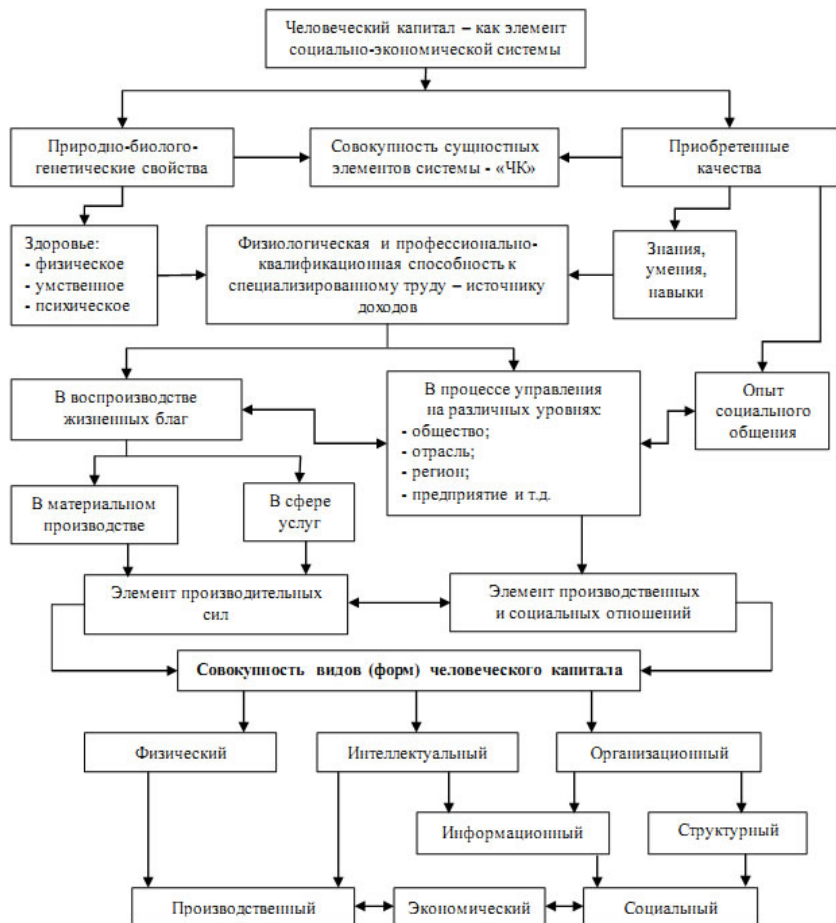 Человеческий капитал – как элемент
социально-экономической системы
Природно-биолого-
генетические свойства
Совокупность сущностных
элементов системы - «ЧК»
Приобретенные
качества
Здоровье:
- физическое
- умственное
- психическое
Физиологическая и профессионально-
квалификационная способность к
специализированному труду – источнику
доходов
Знания,
умения,
навыки
В воспроизводстве
жизненных благ
В процессе управления
на различных уровнях:
- общество;
- отрасль;
- регион;
- предприятие и т.д.
Опыт
социального
общения
В материальном
производстве
В сфере
услуг
Элемент производительных
сил
Элемент производственных
и социальных отношений
Совокупность видов (форм) человеческого капитала
Физический
Интеллектуальный
Организационный
Информационный
Структурный
Производственный
Экономический
Социальный